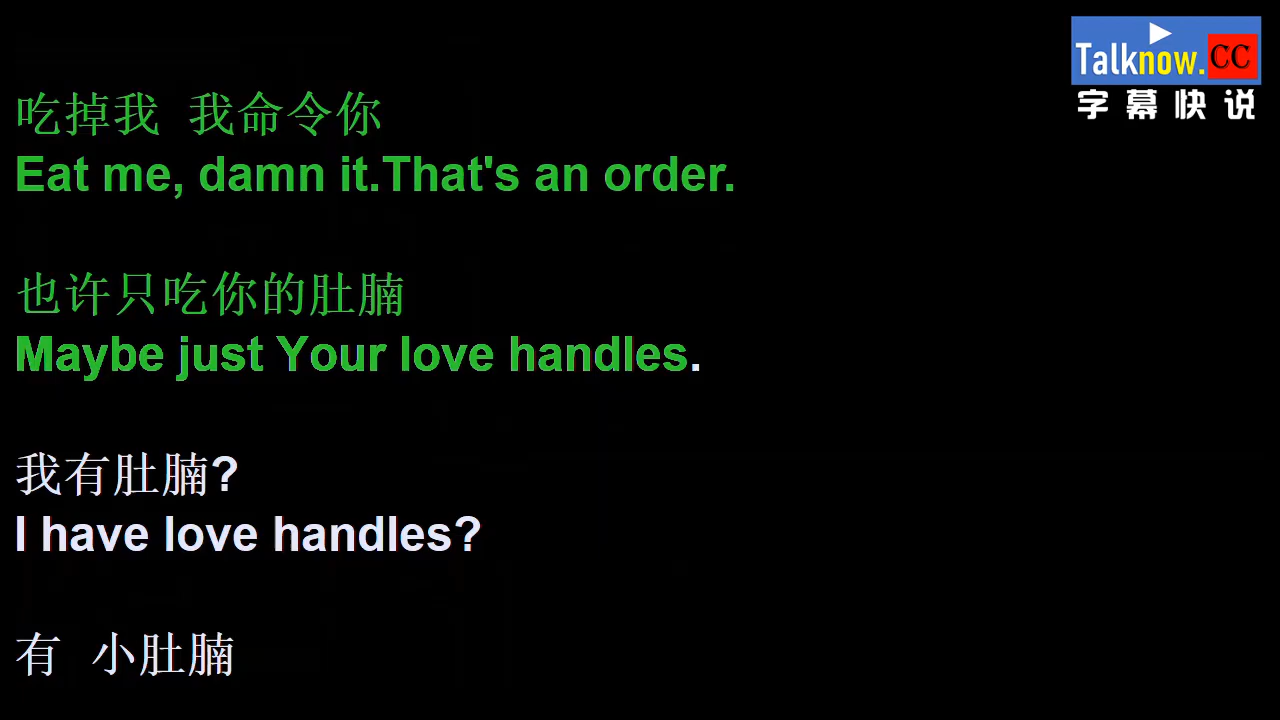 Talknow.CC
字幕快说
吃掉我 我命令你
Eat me, damn it.That's an order.
也许只吃你的肚腩
Maybe just Your love handles.
我有肚腩?
I have love handles?
有 小肚腩